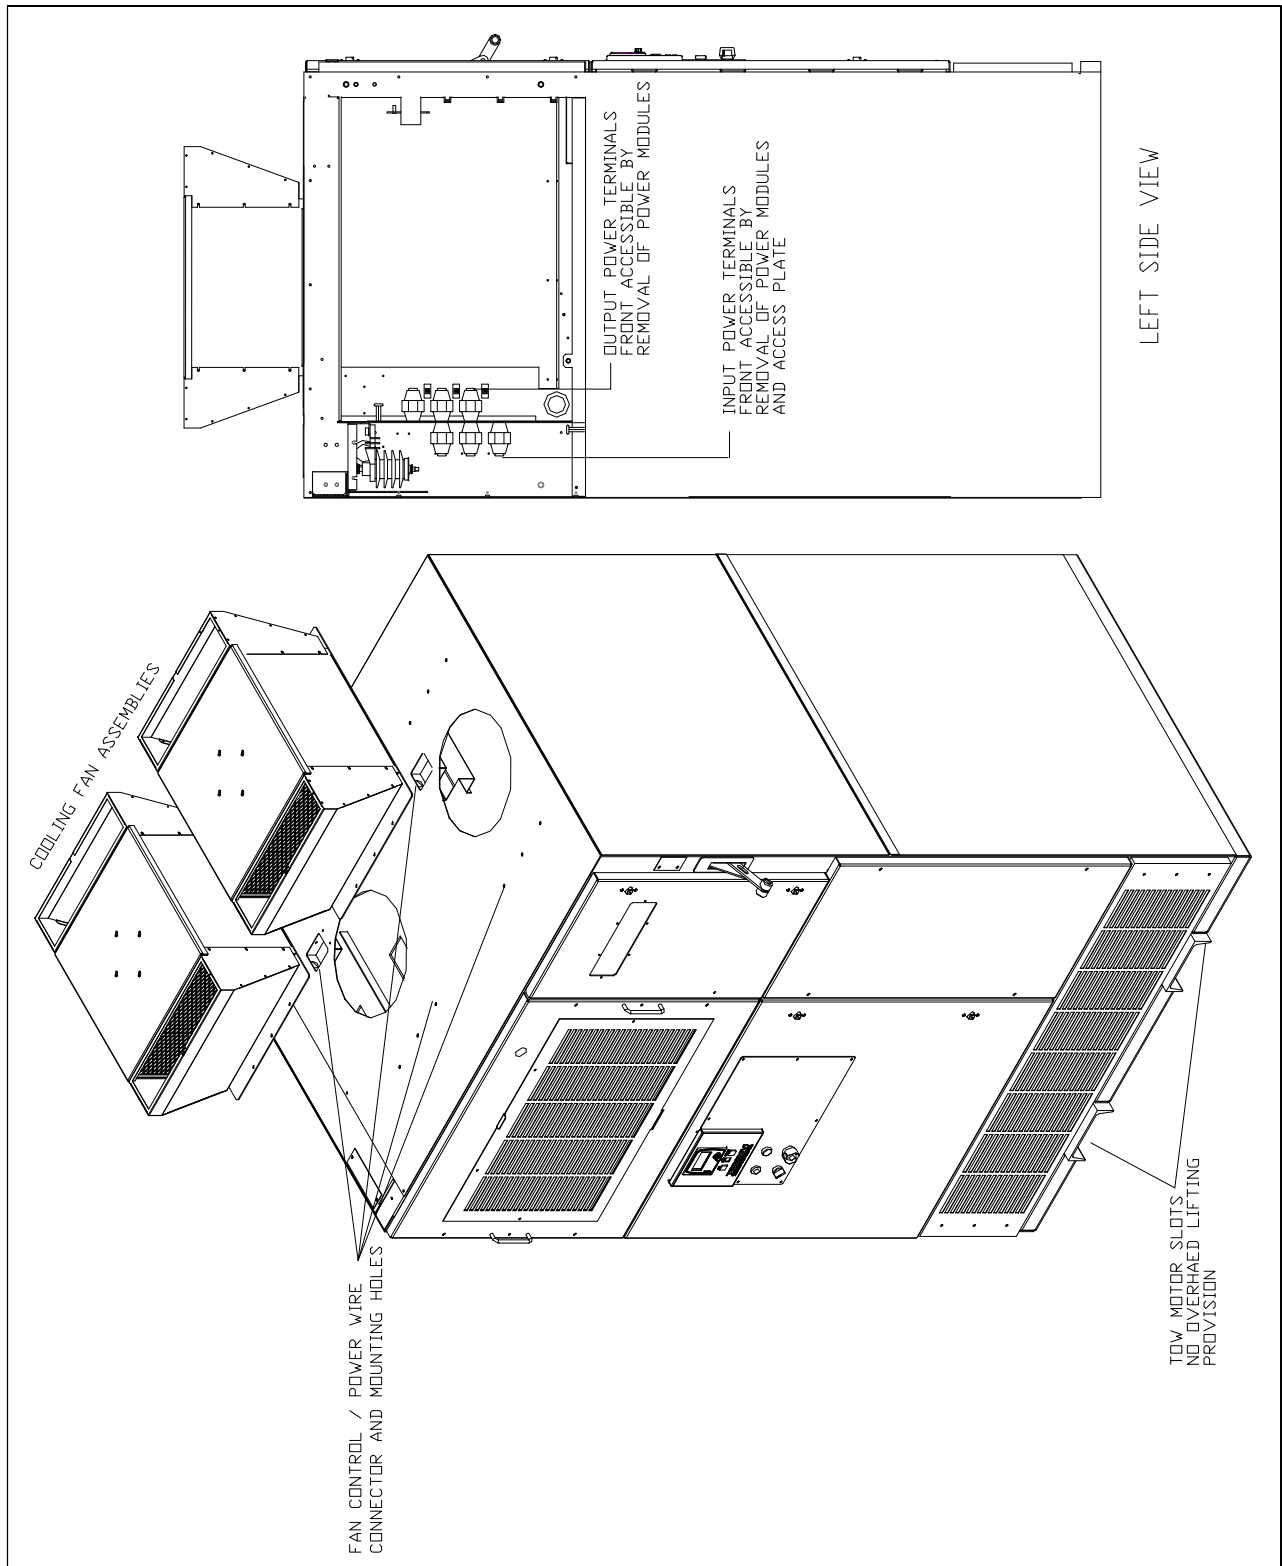 COOLING FAN ASSEMBLIES
FAN CONTROL / POWER WIRE
CONNECTOR AND MOUNTING HOLES
TOW MOTOR SLOTS
NO OVERHAED LIFTING
PROVISION
OUTPUT POWER TERMINALS
FRONT ACCESSIBLE BY
REMOVAL OF POWER MODULES
INPUT POWER TERMINALS
FRONT ACCESSIBLE BY
REMOVAL OF POWER MODULES
AND ACCESS PLATE
LEFT SIDE VIEW